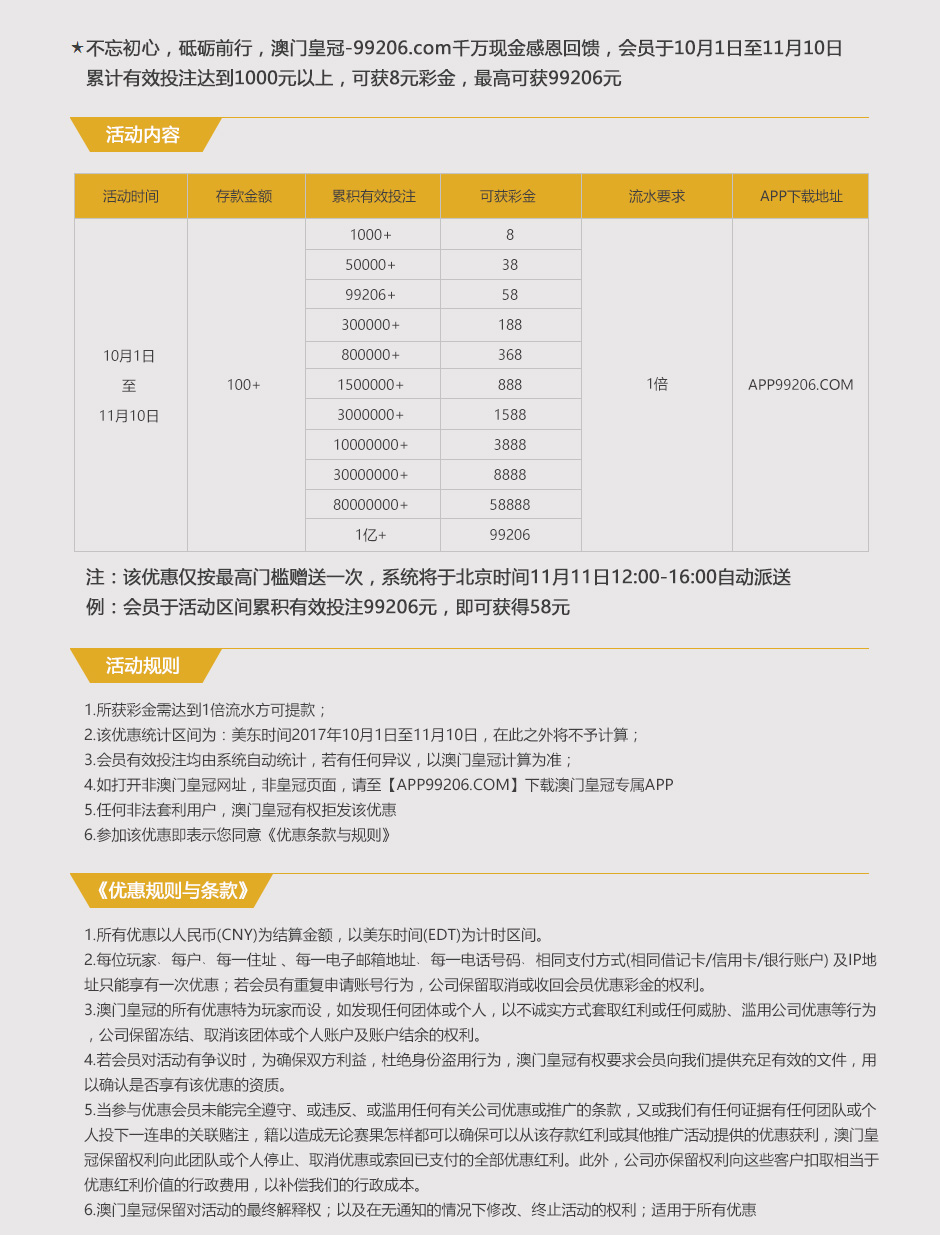 ★不忘初心，砥砺前行，澳门皇冠-99206.com千万现金感恩回馈，会员于10月1日至11月10日
累计有效投注达到1000元以上，可获8元彩金，最高可获99206元
活动内容
活动时间 存款金额 累积有效投注 可获彩金 流水要求 APP下载地址
1000+ 8
50000+ 38
99206+ 58
300000+ 188
10月1日 800000+ 368
至 100+ 1500000+ 888 1倍 APP99206.COM
11月10日 3000000+ 1588
10000000+ 3888
30000000+ 8888
80000000+ 58888
1亿+ 99206
注：该优惠仅按最高门槛赠送一次，系统将于北京时间11月11日12:00-16:00自动派送
例：会员于活动区间累积有效投注99206元，即可获得58元
活动规则
1.所获彩金需达到1倍流水方可提款；
2.该优惠统计区间为：美东时间2017年10月1日至11月10日，在此之外将不予计算；
3.会员有效投注均由系统自动统计，若有任何异议，以澳门皇冠计算为准；
4.如打开非澳门皇冠网址，非皇冠页面，请至【APP99206.COM】下载澳门皇冠专属APP
5.任何非法套利用户，澳门皇冠有权拒发该优惠
6.参加该优惠即表示您同意《优惠条款与规则》
《优惠规则与条款》
1.所有优惠以人民币(CNY)为结算金额，以美东时间(EDT)为计时区间。
2.每位玩家、每户、每一住址 、每一电子邮箱地址、每一电话号码、相同支付方式(相同借记卡/信用卡/银行账户) 及IP地
址只能享有一次优惠；若会员有重复申请账号行为，公司保留取消或收回会员优惠彩金的权利。
3.澳门皇冠的所有优惠特为玩家而设，如发现任何团体或个人，以不诚实方式套取红利或任何威胁、滥用公司优惠等行为
，公司保留冻结、取消该团体或个人账户及账户结余的权利。
4.若会员对活动有争议时，为确保双方利益，杜绝身份盗用行为，澳门皇冠有权要求会员向我们提供充足有效的文件，用
以确认是否享有该优惠的资质。
5.当参与优惠会员未能完全遵守、或违反、或滥用任何有关公司优惠或推广的条款，又或我们有任何证据有任何团队或个
人投下一连串的关联赌注，籍以造成无论赛果怎样都可以确保可以从该存款红利或其他推广活动提供的优惠获利，澳门皇
冠保留权利向此团队或个人停止、取消优惠或索回已支付的全部优惠红利。此外，公司亦保留权利向这些客户扣取相当于
优惠红利价值的行政费用，以补偿我们的行政成本。
6.澳门皇冠保留对活动的最终解释权；以及在无通知的情况下修改、终止活动的权利；适用于所有优惠